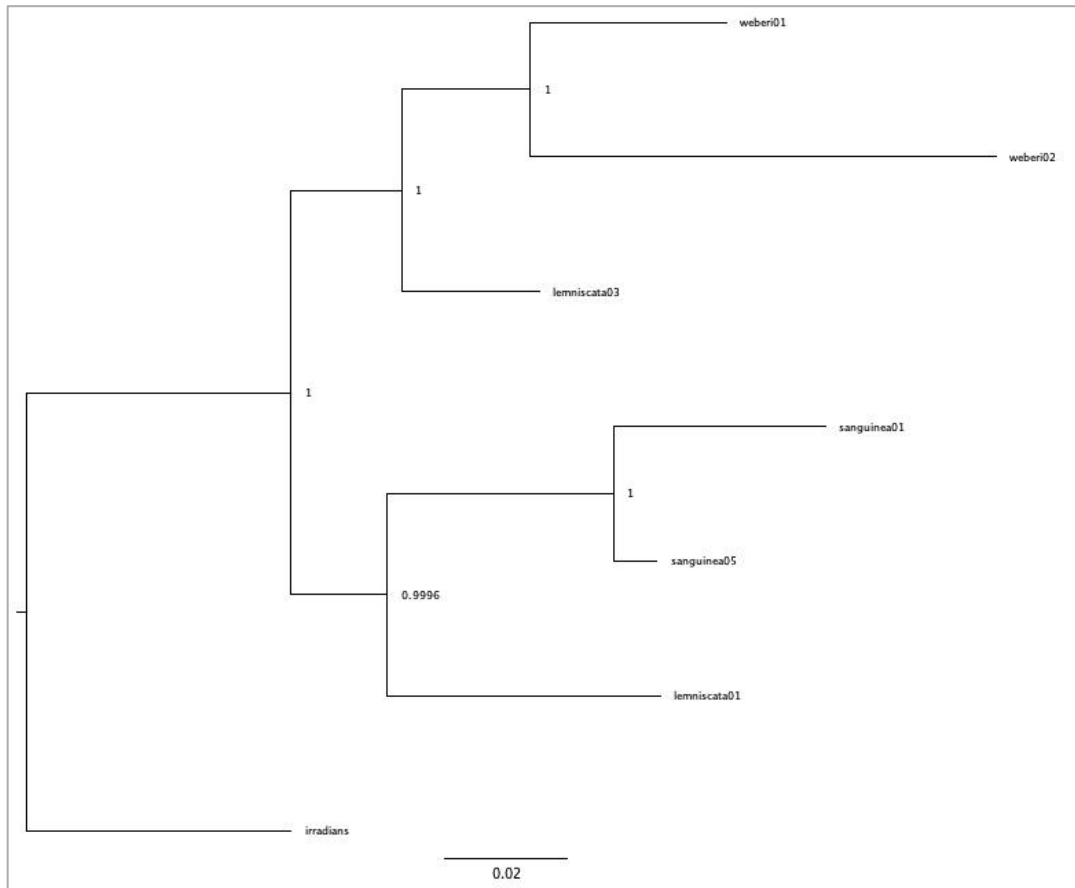 weberi01
1
weberi02
1
lemniscata03
1
sanguinea01
1
sanguinea05
0.9996
lemniscata01
irradians
0.02